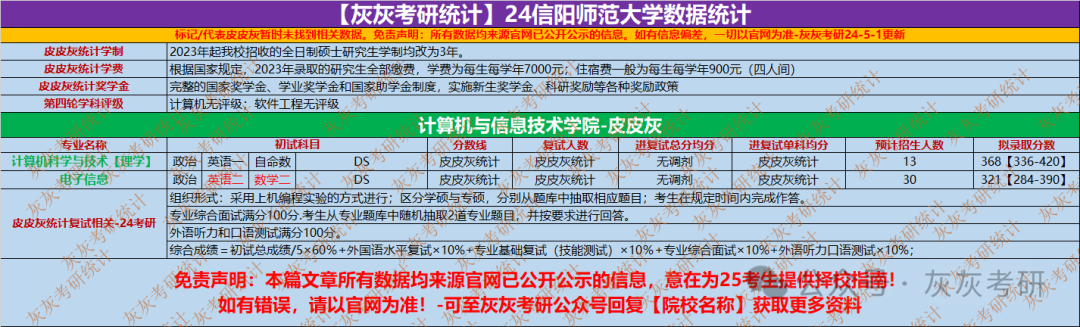 【灰灰考研统计】24信阳师范大学数据统计
标记/代表皮皮灰暂时未找到相关数据。免责声明：所有数据均来源官网已公开公示的信息。如有信息偏差，一切以官网为准-灰灰考研24-5-1更新
皮皮灰统计学制 2023年起我校招收的全日制硕士研究生学制均改为3年。
皮皮灰统计学费 根据国家规定，2023年录取的研究生全部缴费，学费为每生每学年7000元；住宿费一般为每生每学年900元（四人间）
皮皮灰统计奖学金 完整的国家奖学金、学业奖学金和国家助学金制度，实施新生奖学金、科研奖励等各种奖励政策
第四轮学科评级 计算机无评级；软件工程无评级
计算机与信息技术学院-皮皮灰
专业名称 初试科目 分数线 复试人数 进复试总分均分 进复试单科均分 预计招生人数 拟录取分数
计算机科学与技术【理学】 政治 英语一 自命数 DS 皮皮灰统计 皮皮灰统计 无调剂 皮皮灰统计 13 368【336-420】
电子信息 政治 英语二 数学二 DS 皮皮灰统计 皮皮灰统计 无调剂 皮皮灰统计 30 321【284-390】
皮皮灰统计复试相关-24考研
组织形式：采用上机编程实验的方式进行；区分学硕与专硕，分别从题库中抽取相应题目；考生在规定时间内完成作答。
专业综合面试满分100分.考生从专业题库中随机抽取2道专业题目，并按要求进行回答。
外语听力和口语测试满分100分。
综合成绩＝初试总成绩/5×60%+外国语水平复试×10%+专业基础复试（技能测试）×10%+专业综合面试×10%+外语听力口语测试×10%；
免责声明：本篇文章所有数据均来源官网已公开公示的信息，意在为25考生提供择校指南！
如有错误，请以官网为准！-可至灰灰考研公众号回复【院校名称】获取更多资料
公众号 · 灰灰考研